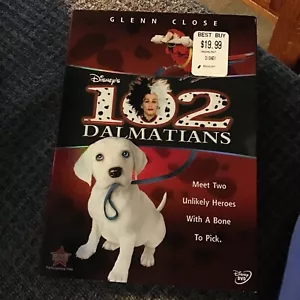 GLENN CLOSE
BEST BUY
$19.99
DISNEY
Disney's
102
DALMATIANS
Meet Two
Unlikely Heroes
With A Bone
To Pick.
Disney
DVD